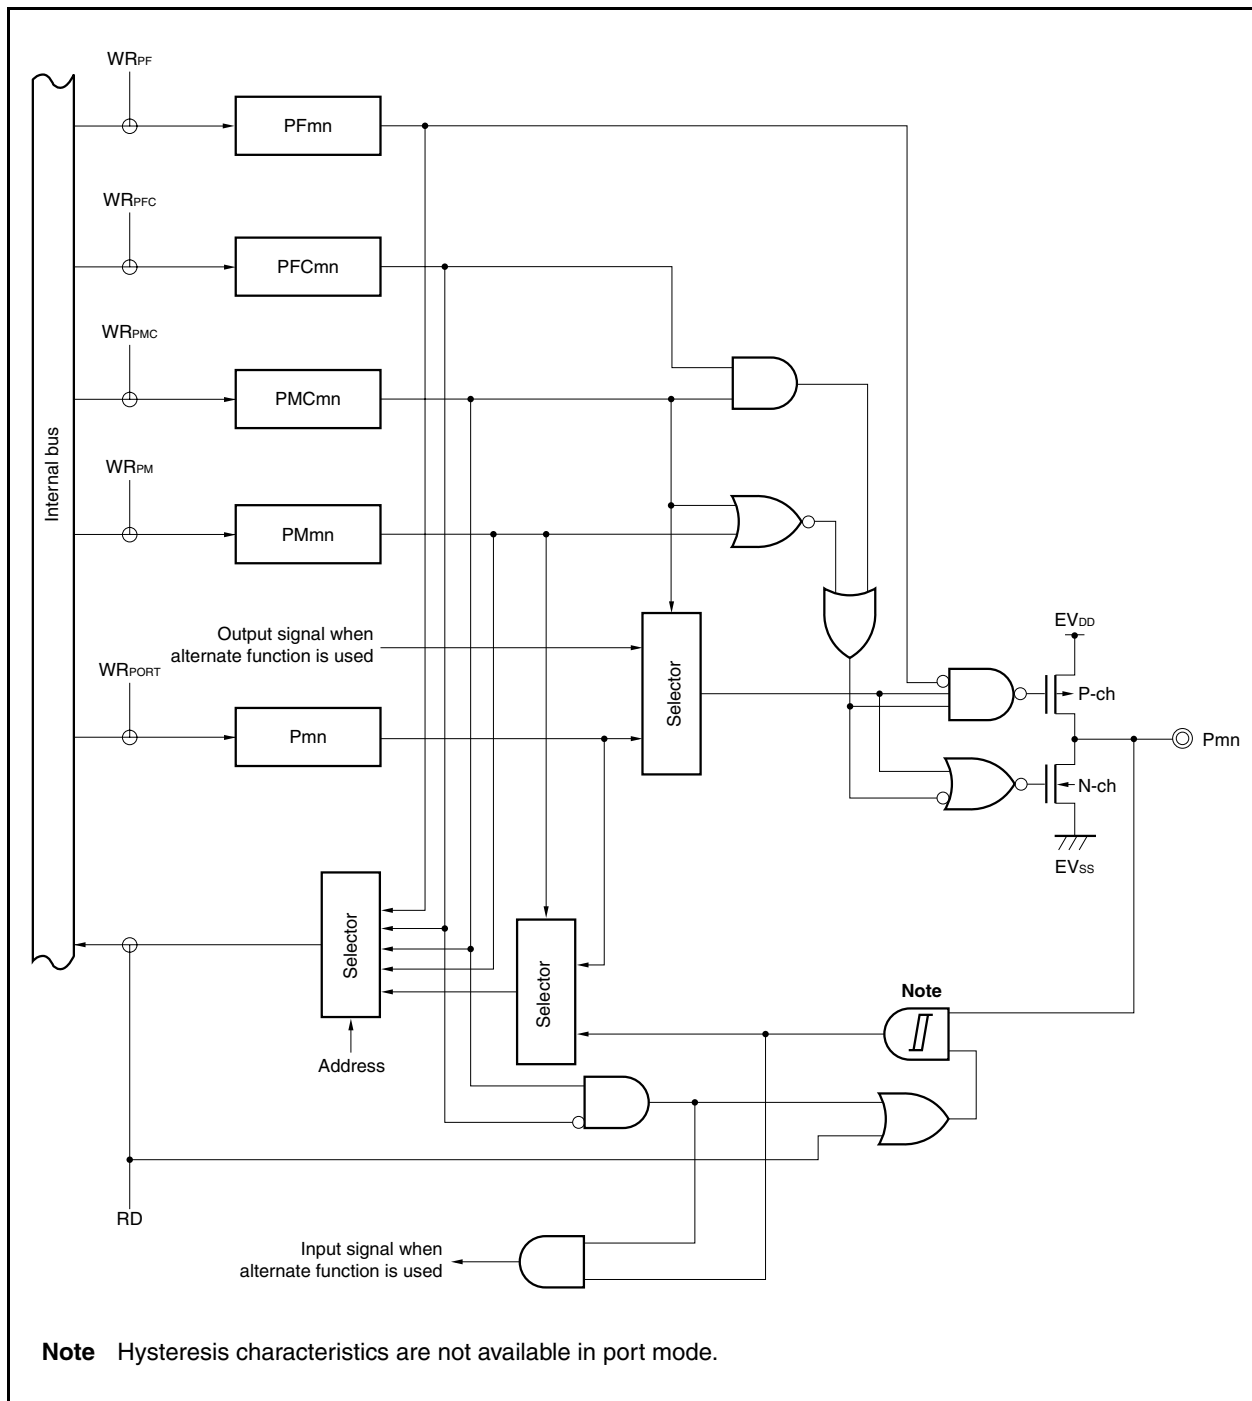 WRPF
PFmn
WRPFC
PFCmn
WRPMC
PMCmn
Internal bus
WRPM
PMmn
Output signal when
alternate function is used
WRPORT
Pmn
Selector
EVDD
P-ch
Pmn
N-ch
EVSS
Selector
Selector
Note
Address
RD
Input signal when
alternate function is used
Note Hysteresis characteristics are not available in port mode.